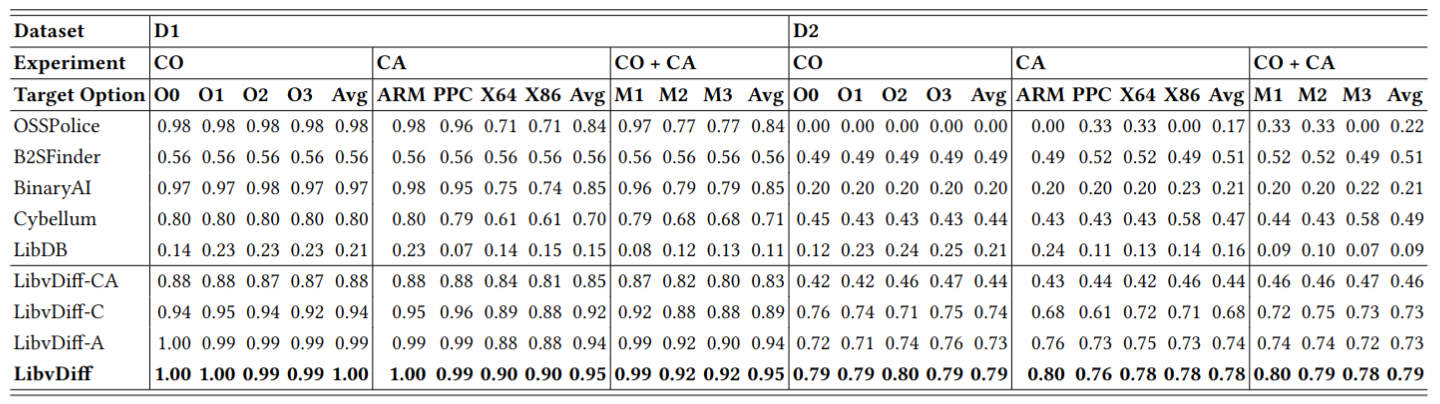 Dataset D1 D2
Experiment CO CA CO + CA CO CA CO + CA
Target Option O0 O1 O2 O3 Avg ARM PPC X64 X86 Avg M1 M2 M3 Avg O0 O1 O2 O3 Avg ARM PPC X64 X86 Avg M1 M2 M3 Avg
OSSPolice 0.98 0.98 0.98 0.98 0.98 0.98 0.96 0.71 0.71 0.84 0.97 0.77 0.77 0.84 0.00 0.00 0.00 0.00 0.00 0.00 0.33 0.33 0.00 0.17 0.33 0.33 0.00 0.22
B2SFinder 0.56 0.56 0.56 0.56 0.56 0.56 0.56 0.56 0.56 0.56 0.56 0.56 0.56 0.56 0.49 0.49 0.49 0.49 0.49 0.49 0.52 0.52 0.49 0.51 0.52 0.52 0.49 0.51
BinaryAI 0.97 0.97 0.98 0.97 0.97 0.98 0.95 0.75 0.74 0.85 0.96 0.79 0.79 0.85 0.20 0.20 0.20 0.20 0.20 0.20 0.20 0.20 0.23 0.21 0.20 0.20 0.22 0.21
Cybellum 0.80 0.80 0.80 0.80 0.80 0.80 0.79 0.61 0.61 0.70 0.79 0.68 0.68 0.71 0.45 0.43 0.43 0.43 0.44 0.43 0.43 0.43 0.58 0.47 0.44 0.43 0.58 0.49
LibDB 0.14 0.23 0.23 0.23 0.21 0.23 0.07 0.14 0.15 0.15 0.08 0.12 0.13 0.11 0.12 0.23 0.24 0.25 0.21 0.24 0.11 0.13 0.14 0.16 0.09 0.10 0.07 0.09
LibvDiff-CA 0.88 0.88 0.87 0.87 0.88 0.88 0.88 0.84 0.81 0.85 0.87 0.82 0.80 0.83 0.42 0.42 0.46 0.47 0.44 0.43 0.44 0.42 0.46 0.44 0.46 0.46 0.47 0.46
LibvDiff-C 0.94 0.95 0.94 0.92 0.94 0.95 0.96 0.89 0.88 0.92 0.92 0.88 0.88 0.89 0.76 0.74 0.71 0.75 0.74 0.68 0.61 0.72 0.71 0.68 0.72 0.75 0.73 0.73
LibvDiff-A 1.00 0.99 0.99 0.99 0.99 0.99 0.99 0.88 0.88 0.94 0.99 0.92 0.90 0.94 0.72 0.71 0.74 0.76 0.73 0.76 0.73 0.75 0.73 0.74 0.74 0.74 0.72 0.73
LibvDiff 1.00 1.00 0.99 0.99 1.00 1.00 0.99 0.90 0.90 0.95 0.99 0.92 0.92 0.95 0.79 0.79 0.80 0.79 0.79 0.80 0.76 0.78 0.78 0.78 0.80 0.79 0.78 0.79